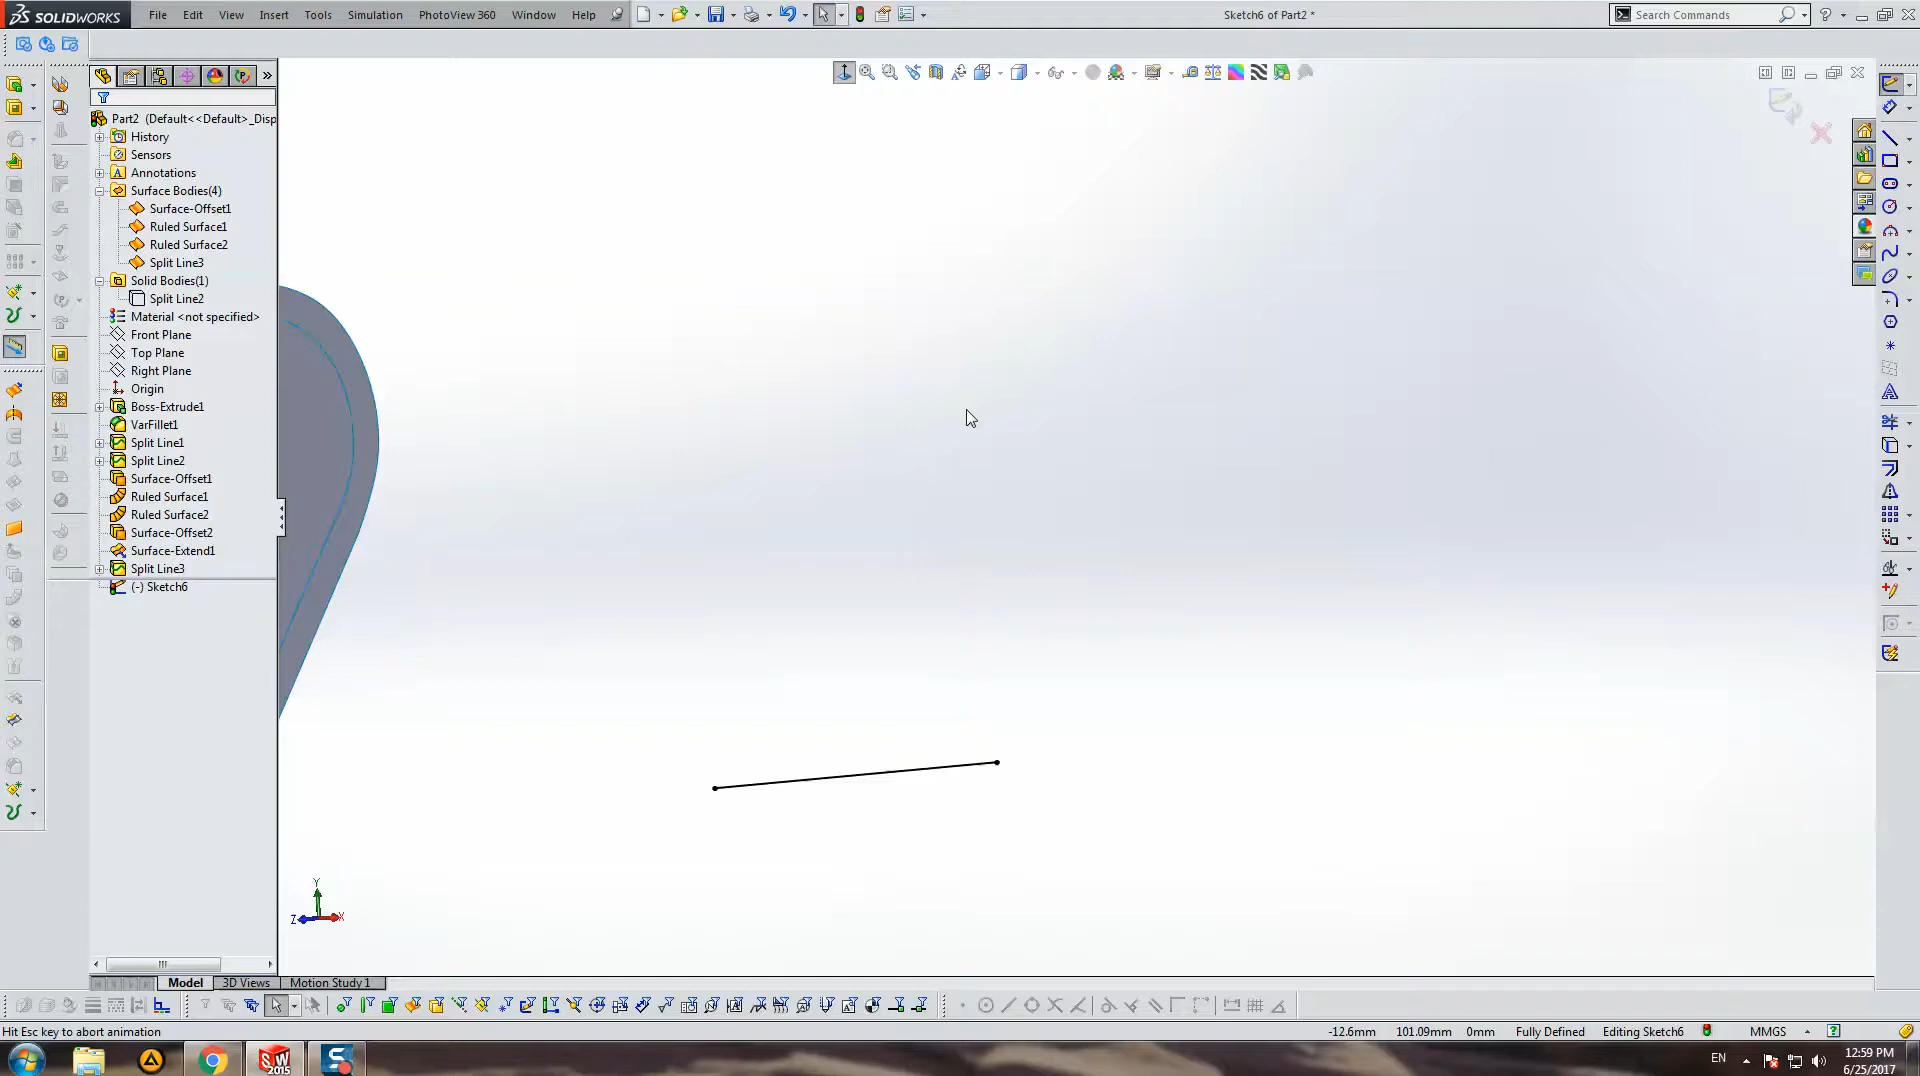 SOLIDWORKS
File
Edit
View
Insert
Tools
Simulation
PhotoView 360
Window
Help
Sketch6 of Part2 *
Search Commands
Part2 (Default<<Default>_Disp
History
Sensors
Annotations
Surface Bodies(4)
Surface-Offset1
Ruled Surface1
Ruled Surface2
Split Line3
Solid Bodies(1)
Split Line2
Material <not specified>
Front Plane
Top Plane
Right Plane
Origin
Boss-Extrude1
VarFillet1
Split Line1
Split Line2
Surface-Offset1
Ruled Surface1
Ruled Surface2
Surface-Offset2
Surface-Extend1
Split Line3
(-) Sketch6
Y
Z
X
Model
3D Views
Motion Study 1
Hit Esc key to abort animation
-12.6mm
101.09mm
0mm
Fully Defined
Editing Sketch6
MMGS
SW
2015
EN
12:59 PM
6/25/2017